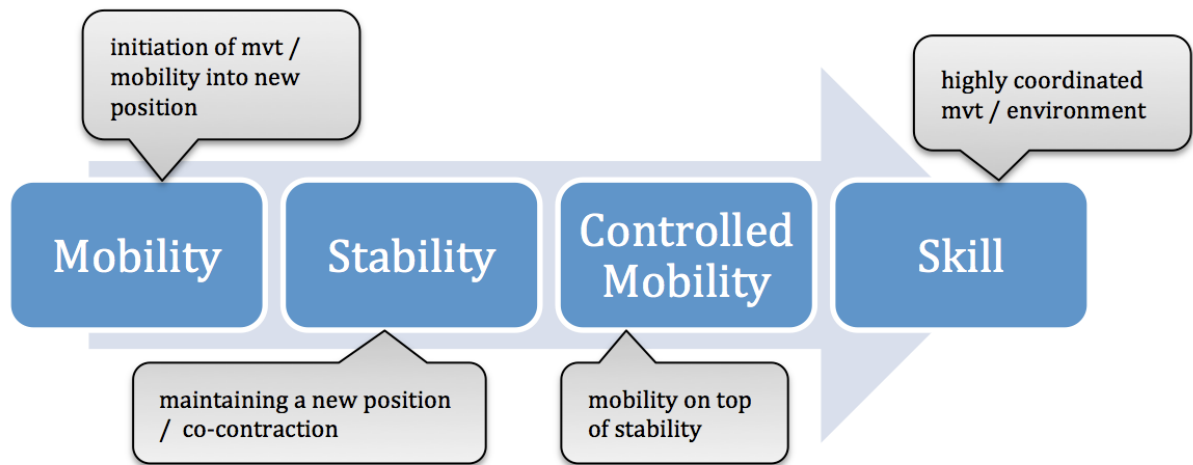 initiation of mvt /
mobility into new
position
highly coordinated
mvt / environment
Mobility
Stability
Controlled
Mobility
Skill
maintaining a new position
/ co-contraction
mobility on top
of stability